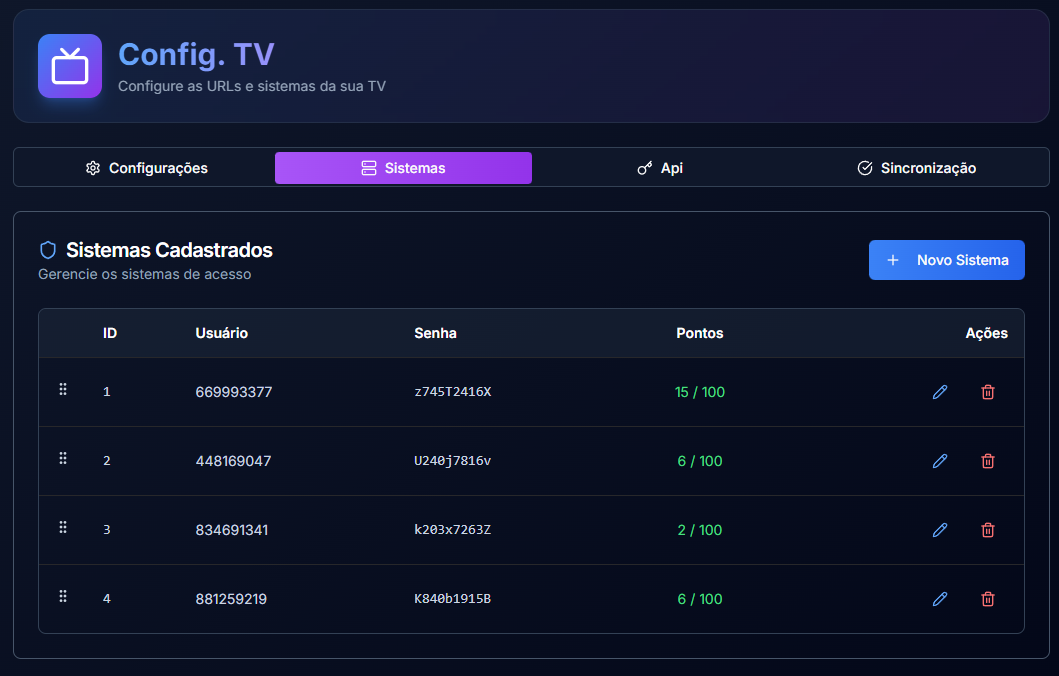 Config. TV
Configure as URLs e sistemas da sua TV
Configurações Sistemas Api Sincronização
Sistemas Cadastrados
Gerencie os sistemas de acesso
Novo Sistema
ID Usuário Senha Pontos Ações
1 669993377 z745T2416X 15 / 100
2 448169047 U240j7816v 6 / 100
3 834691341 k203x7263Z 2 / 100
4 881259219 K840b1915B 6 / 100